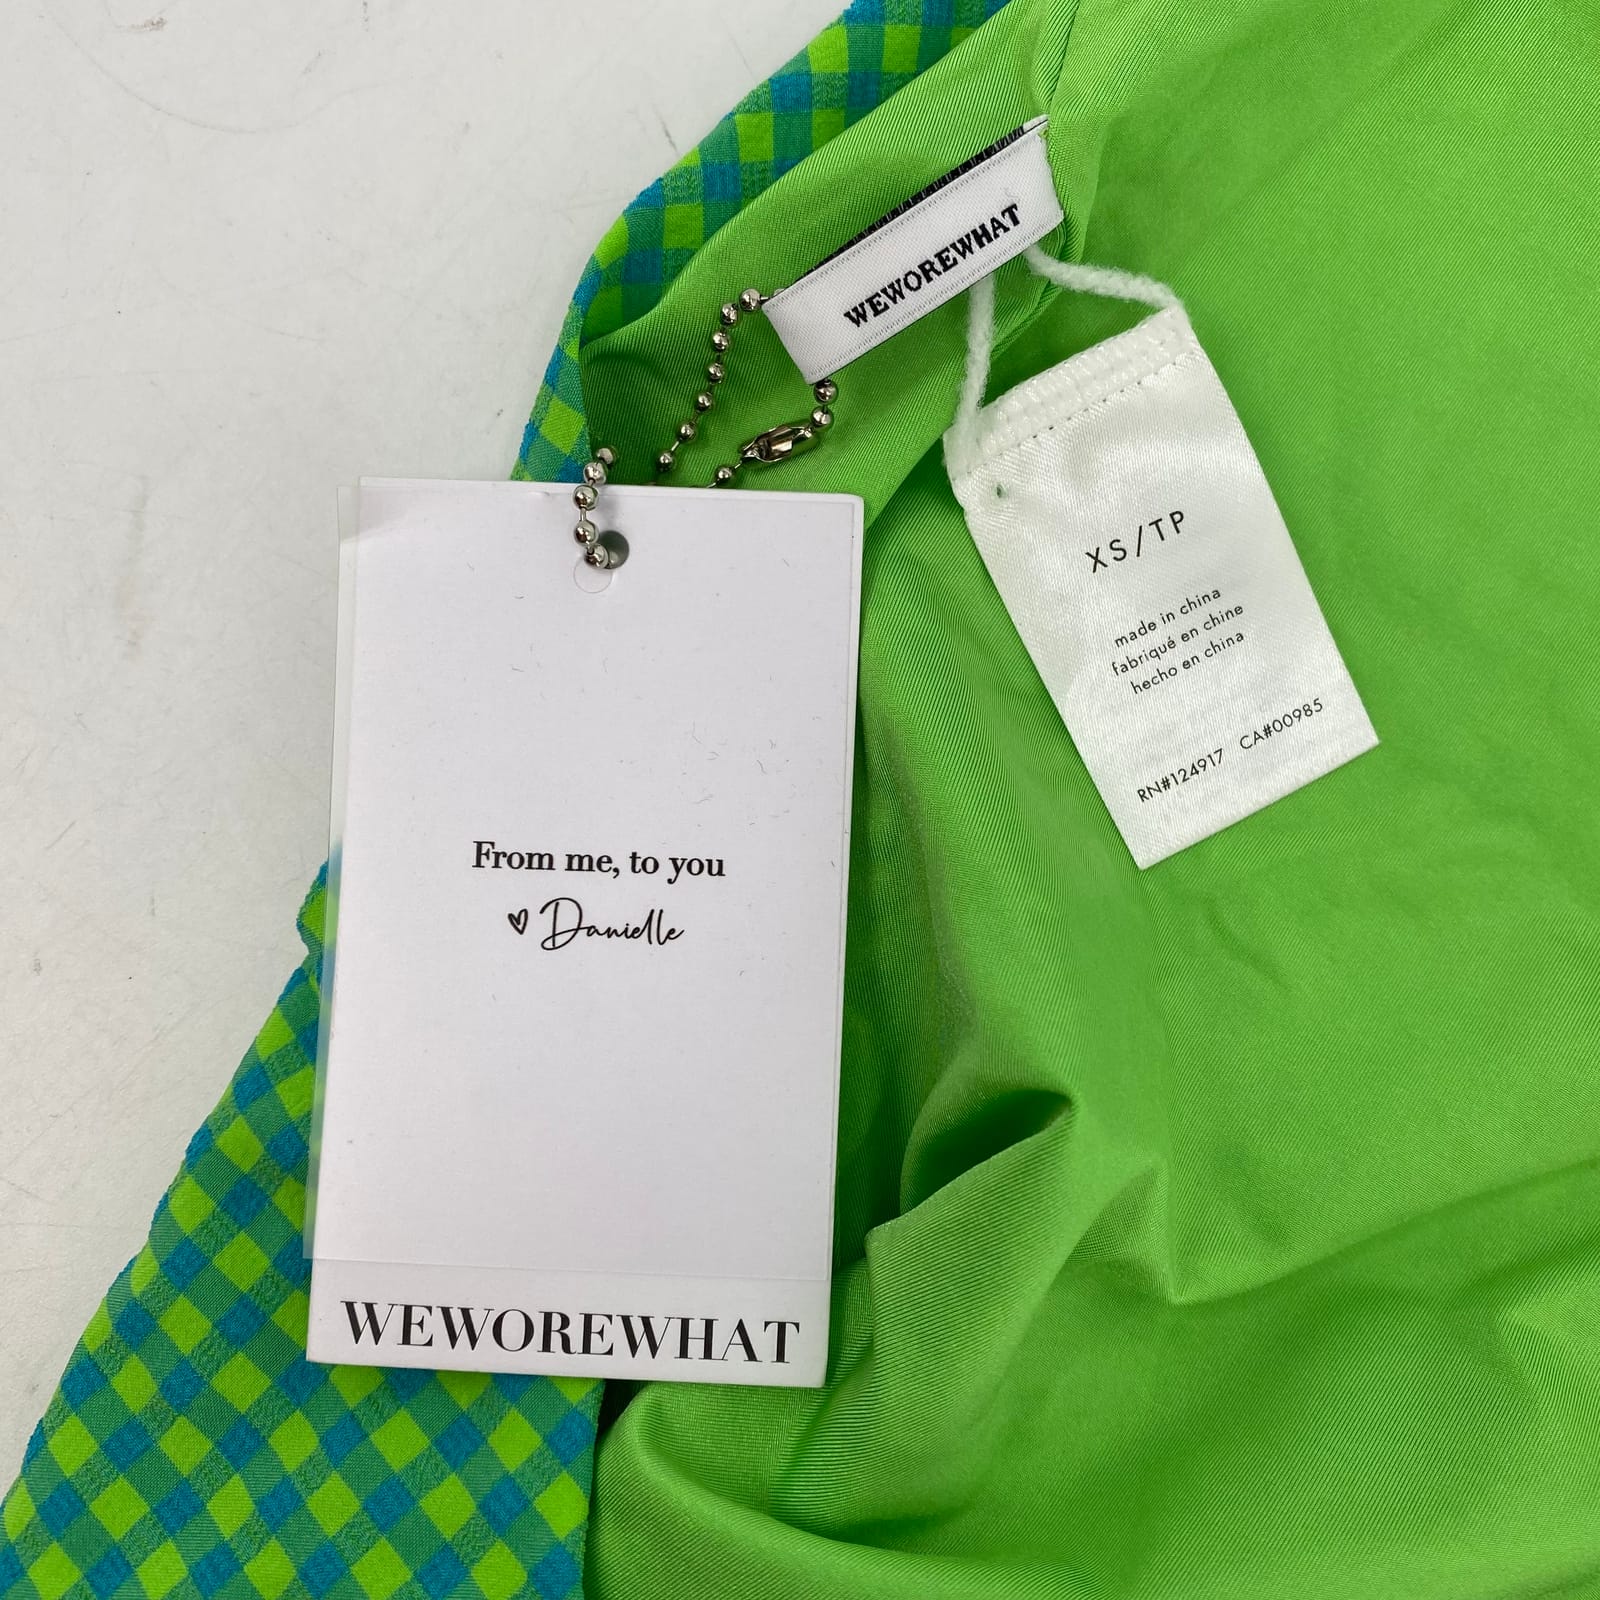 WEWOREWHAT
XS/TP
made in china
fabriqué en chine
hecho en china
RN#124917 CA#00985
From me, to you
♡ Danielle
WEWOREWHAT